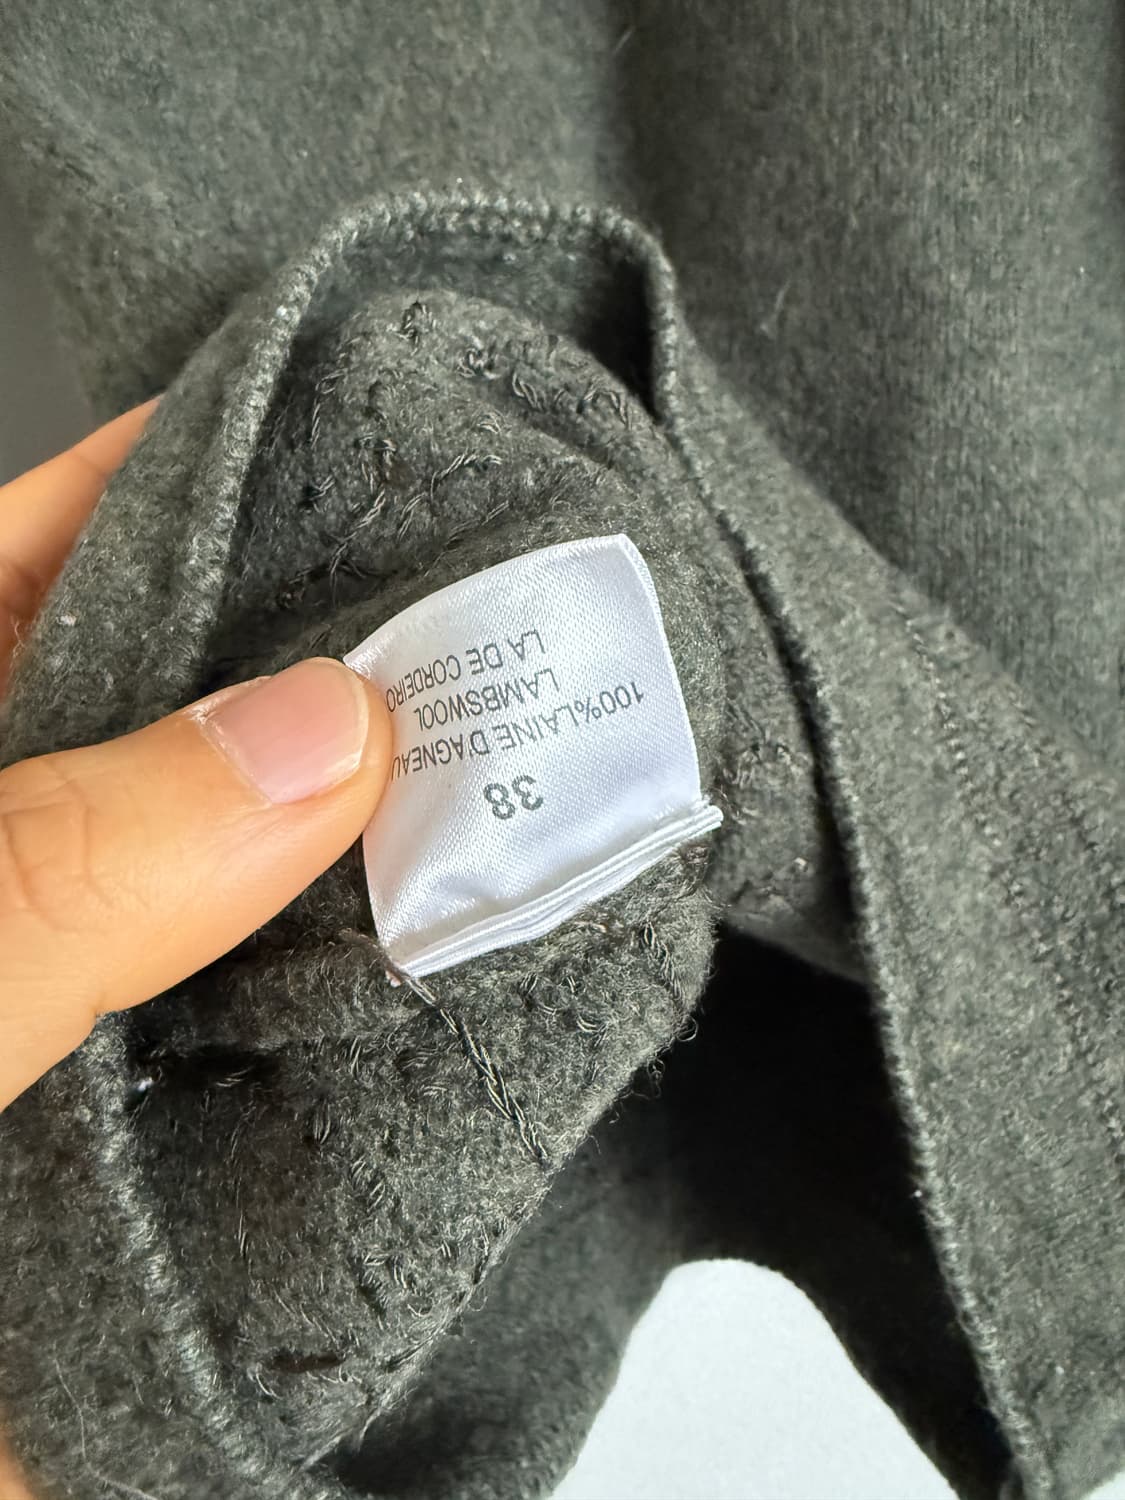 38
100%LAINE D'AGNEAU
LAMBSWOOL
LA DE CORDEIRO